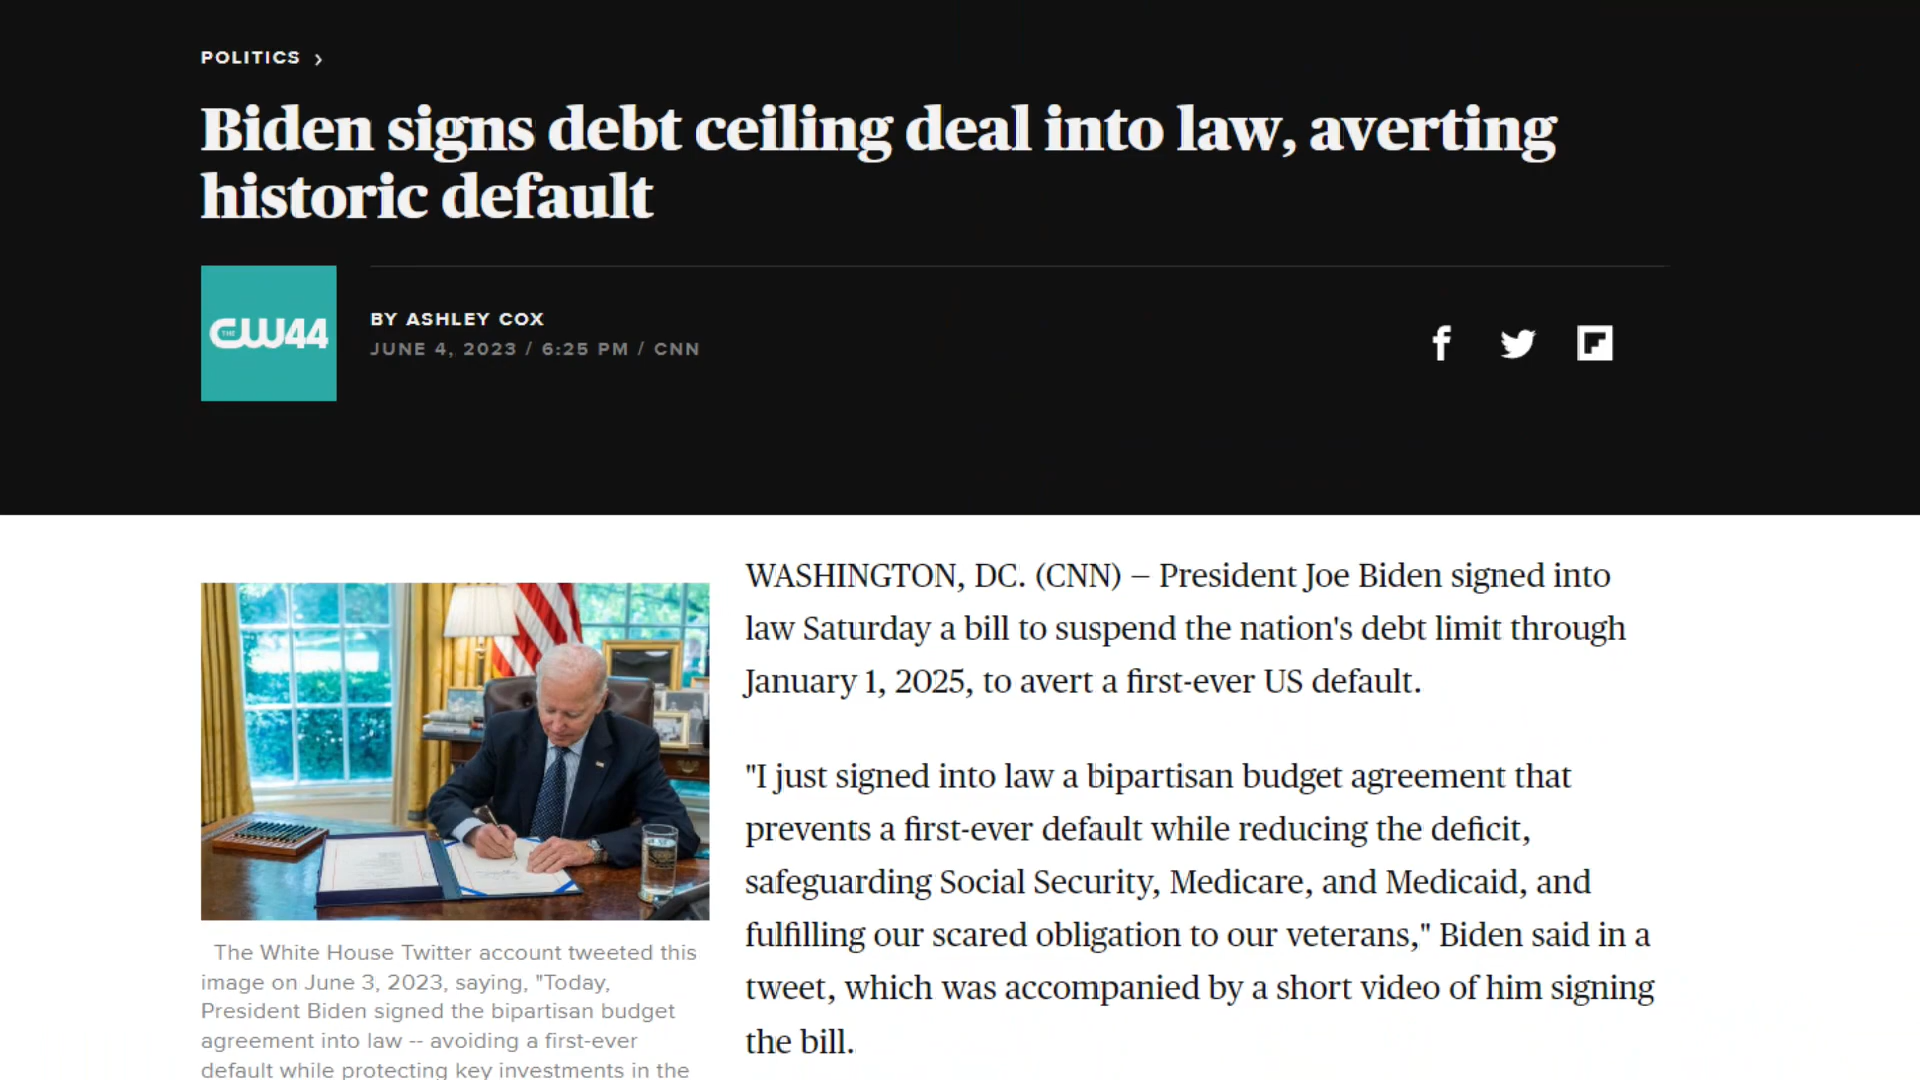 POLITICS
Biden signs debt ceiling deal into law, averting
historic default
THE CW44
BY ASHLEY COX
JUNE 4, 2023 / 6:25 PM / CNN
WASHINGTON, DC. (CNN) – President Joe Biden signed into
law Saturday a bill to suspend the nation's debt limit through
January 1, 2025, to avert a first-ever US default.
"I just signed into law a bipartisan budget agreement that
prevents a first-ever default while reducing the deficit,
safeguarding Social Security, Medicare, and Medicaid, and
fulfilling our scared obligation to our veterans," Biden said in a
tweet, which was accompanied by a short video of him signing
the bill.
The White House Twitter account tweeted this
image on June 3, 2023, saying, "Today,
President Biden signed the bipartisan budget
agreement into law -- avoiding a first-ever
default while protecting key investments in the